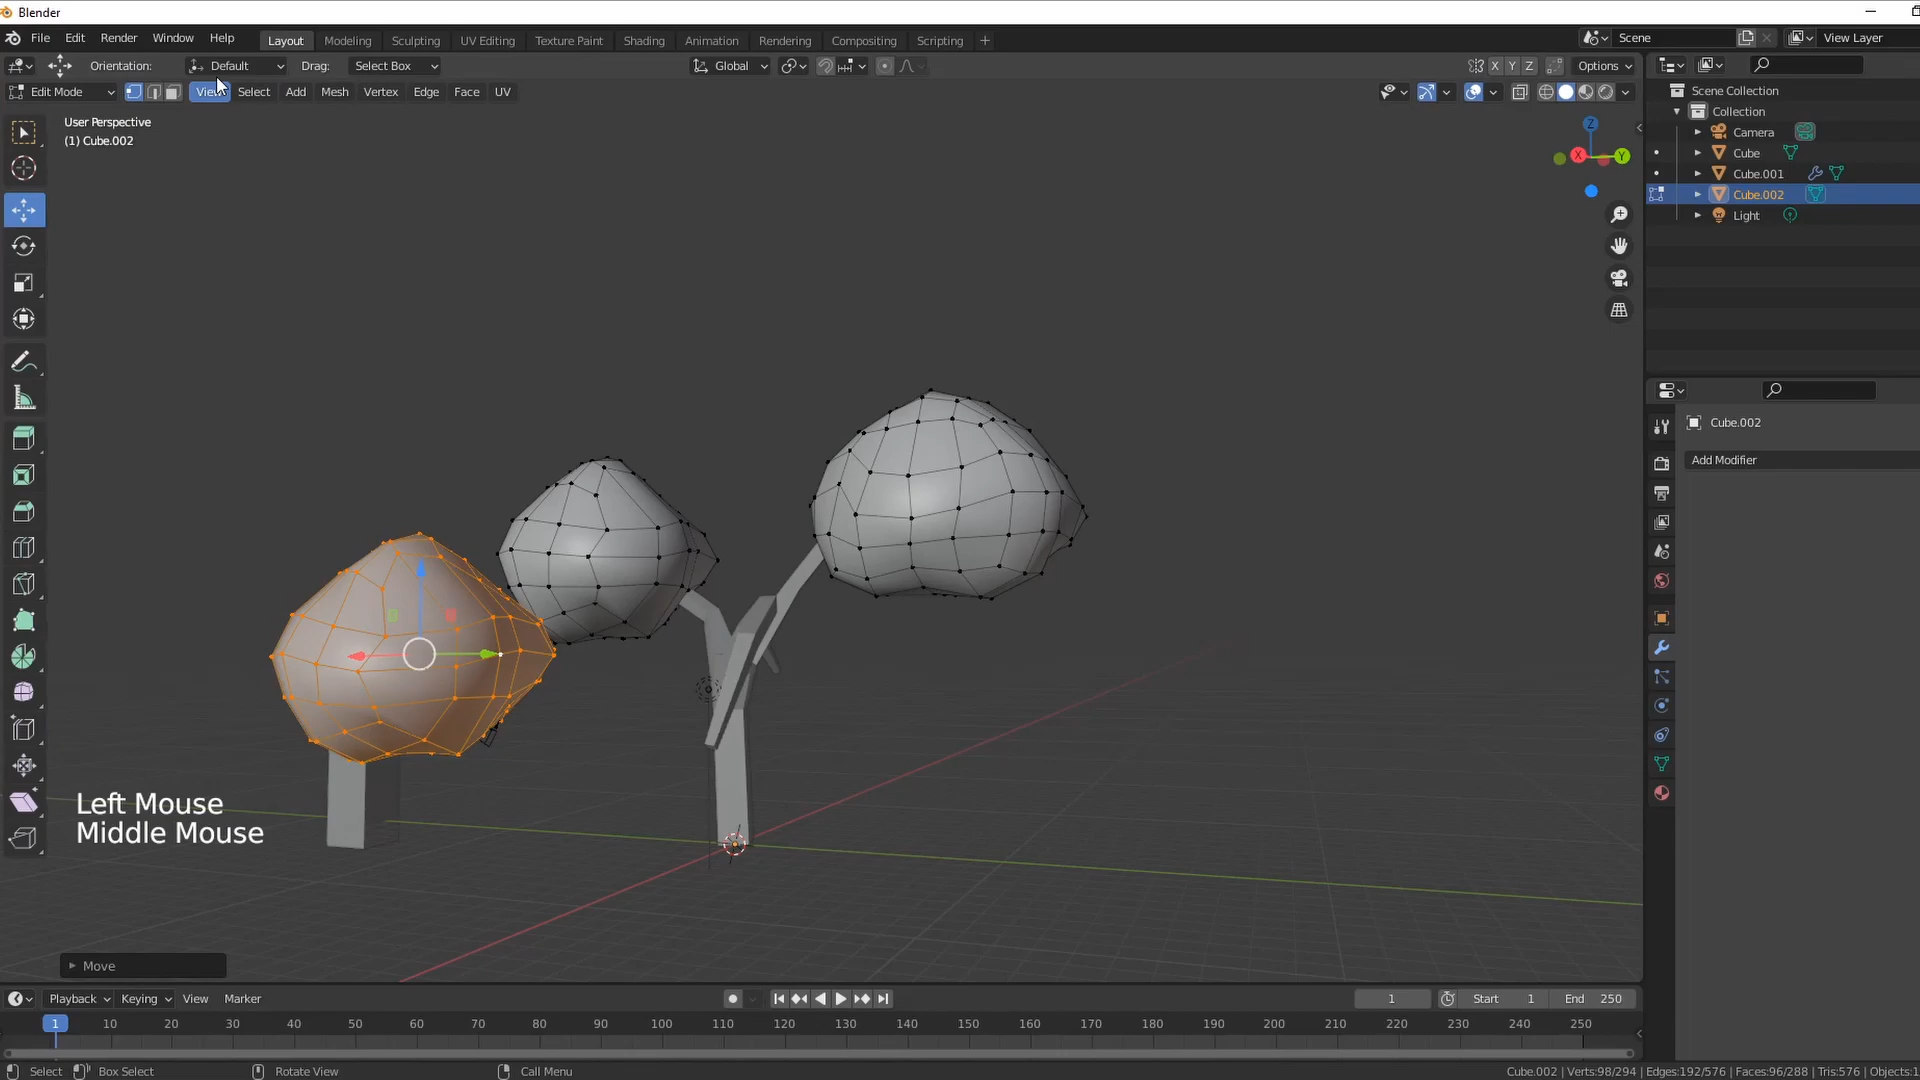 Blender
File Edit Render Window Help Layout Modeling Sculpting UV Editing Texture Paint Shading Animation Rendering Compositing Scripting + Scene View Layer
Orientation: Default Drag: Select Box Global X Y Z Options
Edit Mode View Select Add Mesh Vertex Edge Face UV
Scene Collection
Collection
Camera
Cube
Cube.001
Cube.002
Light
User Perspective
(1) Cube.002
Z
X
Y
Cube.002
Add Modifier
Left Mouse
Middle Mouse
Move
Playback Keying View Marker 1 Start 1 End 250
1 10 20 30 40 50 60 70 80 90 100 110 120 130 140 150 160 170 180 190 200 210 220 230 240 250
Select Box Select Rotate View Call Menu Cube.002 | Verts:98/294 | Edges:192/576 | Faces:96/288 | Tris:576 | Objects:1